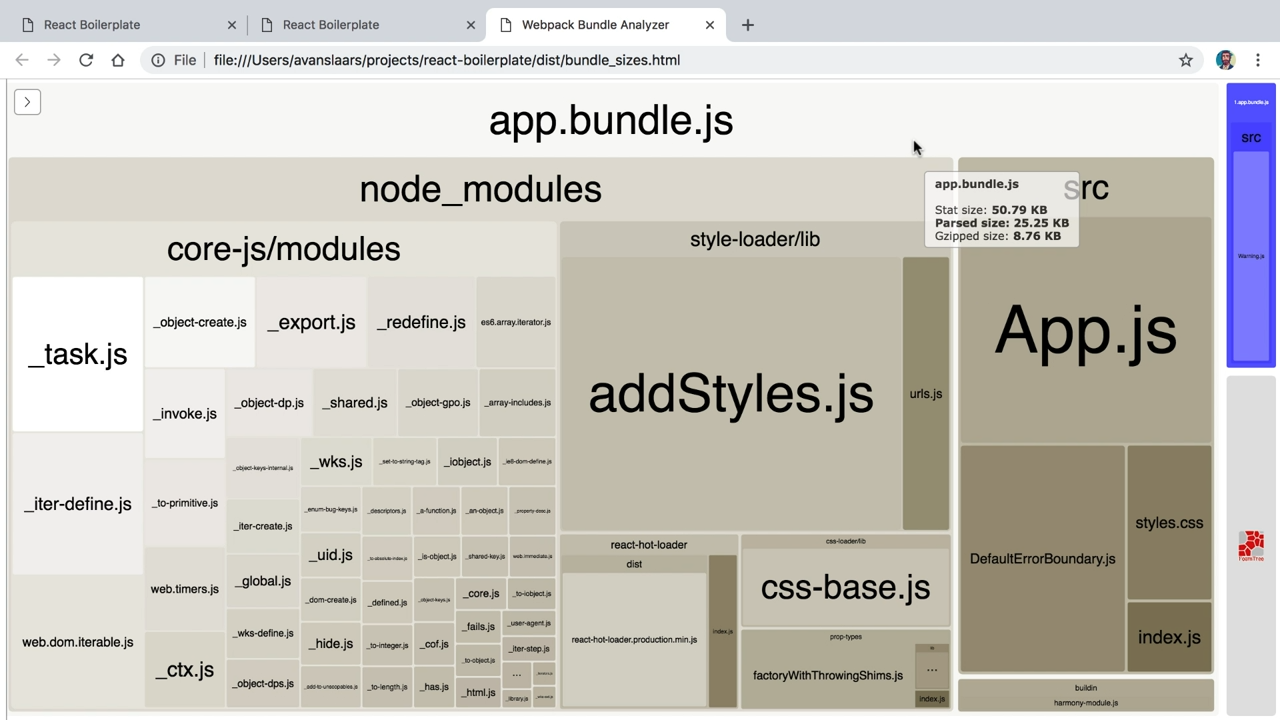 React Boilerplate
React Boilerplate
Webpack Bundle Analyzer
File
file:///Users/avanslaars/projects/react-boilerplate/dist/bundle_sizes.html
app.bundle.js
node_modules
src
app.bundle.js
Stat size: 50.79 KB
Parsed size: 25.25 KB
Gzipped size: 8.76 KB
core-js/modules
_task.js
_object-create.js
_export.js
_redefine.js
es6.array.iterator.js
_invoke.js
_object-dp.js
_shared.js
_object-gpo.js
_array-includes.js
_iter-define.js
_to-primitive.js
_object-keys-internal.js
_wks.js
_set-to-string-tag.js
_iobject.js
_ie8-dom-define.js
_iter-create.js
_enum-bug-keys.js
_descriptors.js
_a-function.js
_an-object.js
_property-desc.js
_uid.js
_to-absolute-index.js
_is-object.js
_shared-key.js
web.immediate.js
web.timers.js
_global.js
_dom-create.js
_defined.js
_object-keys.js
_core.js
_to-iobject.js
web.dom.iterable.js
_ctx.js
_wks-define.js
_hide.js
_to-integer.js
_cof.js
_fails.js
_user-agent.js
_iter-step.js
_object-dps.js
_add-to-unscopables.js
_to-length.js
_has.js
_to-object.js
...
_html.js
_library.js
style-loader/lib
addStyles.js
urls.js
react-hot-loader
dist
react-hot-loader.production.min.js
index.js
css-loader/lib
css-base.js
prop-types
factoryWithThrowingShims.js
...
index.js
App.js
DefaultErrorBoundary.js
styles.css
index.js
buildin
harmony-module.js
1.app.bundle.js
src
Warning.js
FoamTree